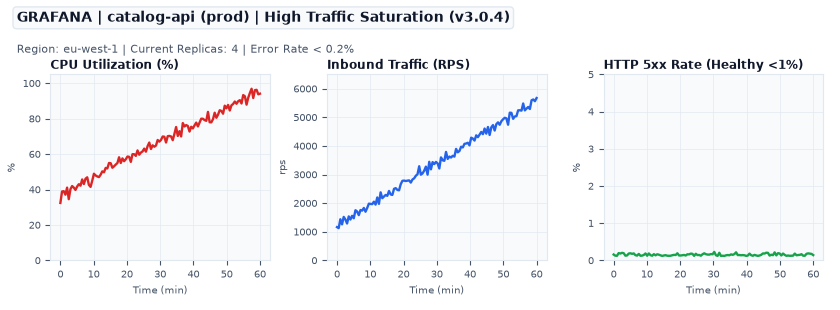 GRAFANA | catalog-api (prod) | High Traffic Saturation (v3.0.4)
Region: eu-west-1 | Current Replicas: 4 | Error Rate < 0.2%
CPU Utilization (%)
100
80
60
40
20
0
%
0 10 20 30 40 50 60
Time (min)
Inbound Traffic (RPS)
6000
5000
4000
3000
2000
1000
0
rps
0 10 20 30 40 50 60
Time (min)
HTTP 5xx Rate (Healthy <1%)
5
4
3
2
1
0
%
0 10 20 30 40 50 60
Time (min)